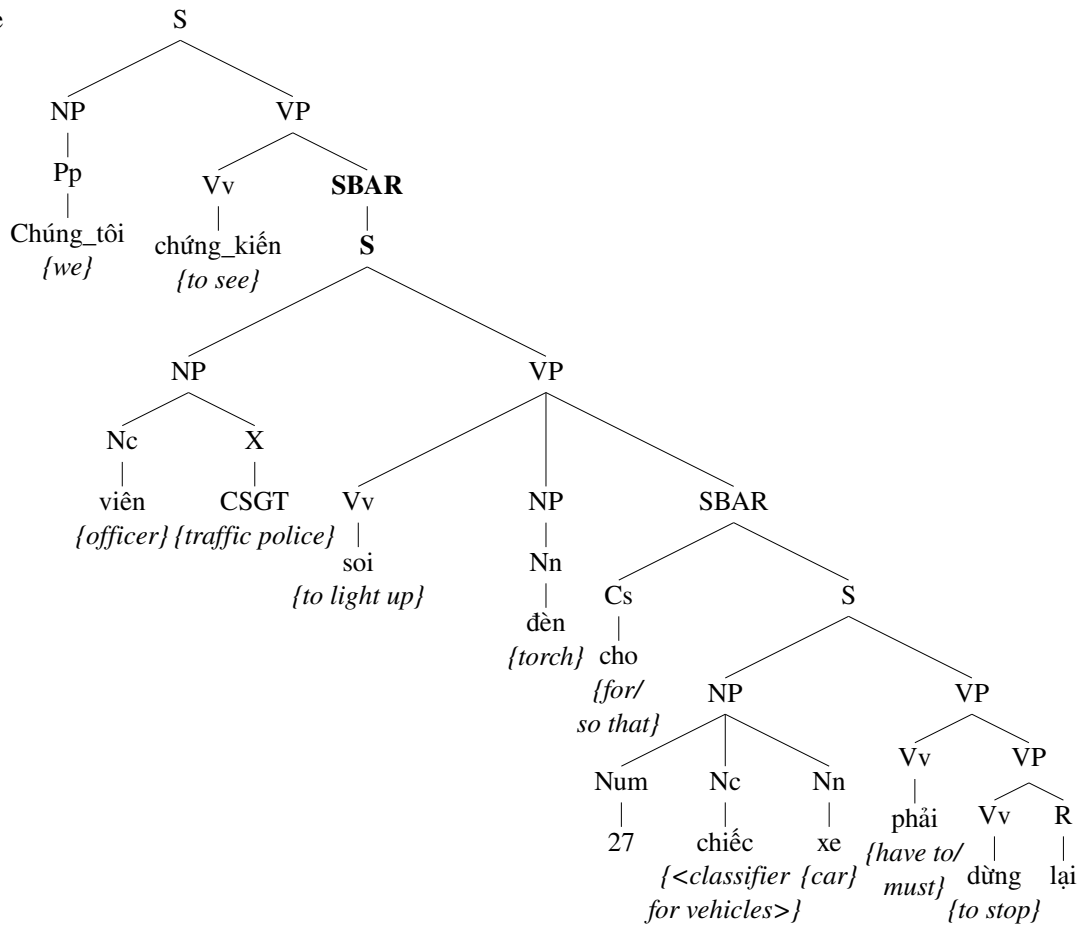 e
S
NP VP
Pp Vv SBAR
Chúng_tôi chứng_kiến S
{we} {to see}
NP VP
Nc X
viên CSGT Vv NP SBAR
{officer} {traffic police} soi Nn Cs S
{to light up} đèn cho
{torch} {for/ NP VP
so that}
Num Nc Nn Vv VP
27 chiếc xe phải Vv R
{<classifier {car} {have to/ dừng lại
for vehicles>} must} {to stop}